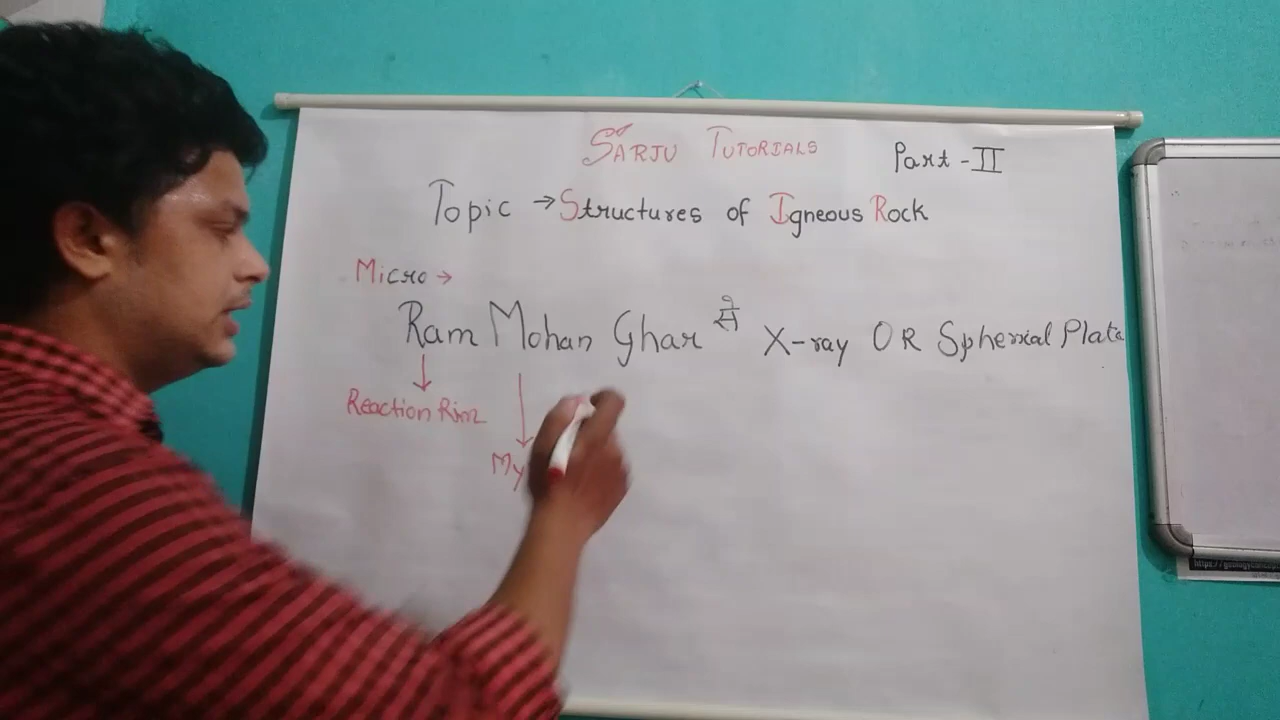 SARJU TUTORIALS
Part - II
Topic → Structures of Igneous Rock
Micro →
Ram Mohan Ghar से X-ray OR Spherical Plate
Reaction Rim
My